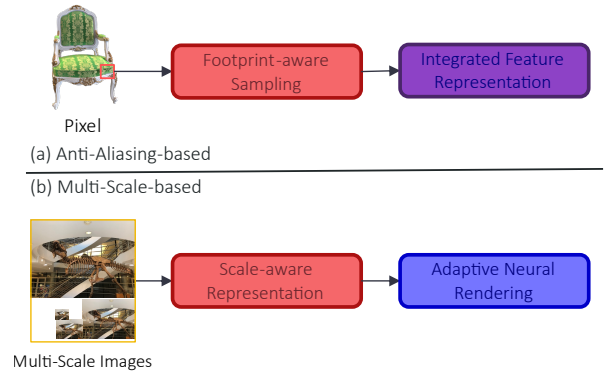 Footprint-aware
Sampling
Integrated Feature
Representation
Pixel
(a) Anti-Aliasing-based
(b) Multi-Scale-based
Scale-aware
Representation
Adaptive Neural
Rendering
Multi-Scale Images